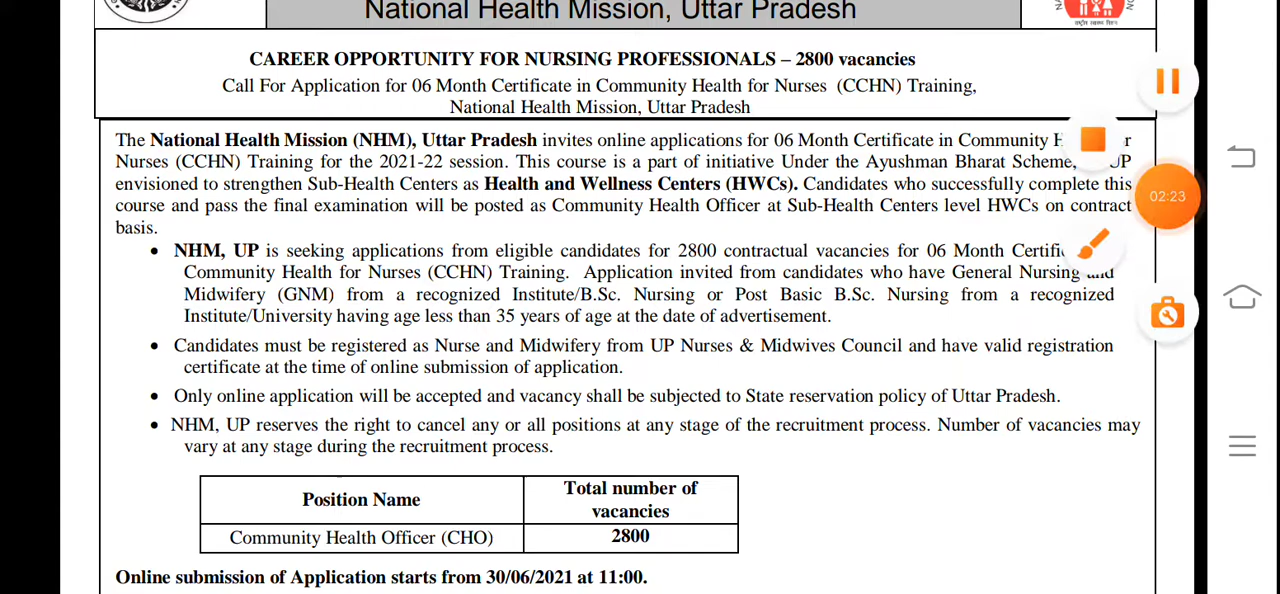 National Health Mission, Uttar Pradesh
राष्ट्रीय स्वास्थ्य मिशन
CAREER OPPORTUNITY FOR NURSING PROFESSIONALS – 2800 vacancies
Call For Application for 06 Month Certificate in Community Health for Nurses (CCHN) Training,
National Health Mission, Uttar Pradesh
The National Health Mission (NHM), Uttar Pradesh invites online applications for 06 Month Certificate in Community
Nurses (CCHN) Training for the 2021-22 session. This course is a part of initiative Under the Ayushman Bharat Scheme,
envisioned to strengthen Sub-Health Centers as Health and Wellness Centers (HWCs). Candidates who successfully complete this
02:23
course and pass the final examination will be posted as Community Health Officer at Sub-Health Centers level HWCs on contract
basis.
• NHM, UP is seeking applications from eligible candidates for 2800 contractual vacancies for 06 Month
Community Health for Nurses (CCHN) Training. Application invited from candidates who have General Nursing and
Midwifery (GNM) from a recognized Institute/B.Sc. Nursing or Post Basic B.Sc. Nursing from a recognized
Institute/University having age less than 35 years of age at the date of advertisement.
• Candidates must be registered as Nurse and Midwifery from UP Nurses & Midwives Council and have valid registration
certificate at the time of online submission of application.
• Only online application will be accepted and vacancy shall be subjected to State reservation policy of Uttar Pradesh.
• NHM, UP reserves the right to cancel any or all positions at any stage of the recruitment process. Number of vacancies may
vary at any stage during the recruitment process.
Position Name
Total number of
vacancies
Community Health Officer (CHO)
2800
Online submission of Application starts from 30/06/2021 at 11:00.